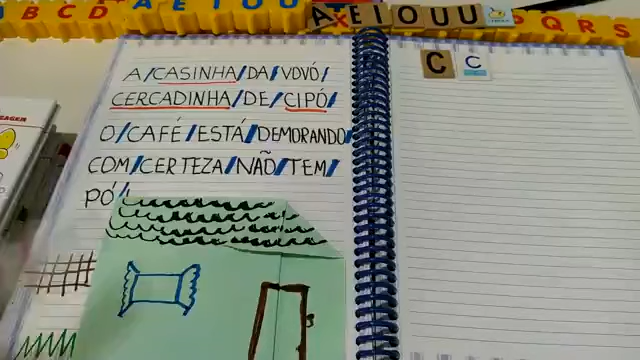 B C D A E I O U A E I O U U Q R S
A/CASINHA/DA/VOVÓ/
CERCADINHA/DE/CIPÓ/
O/CAFÉ/ESTÁ/DEMORANDO/
COM/CERTEZA/NÃO/TEM/
PÓ/!
C C